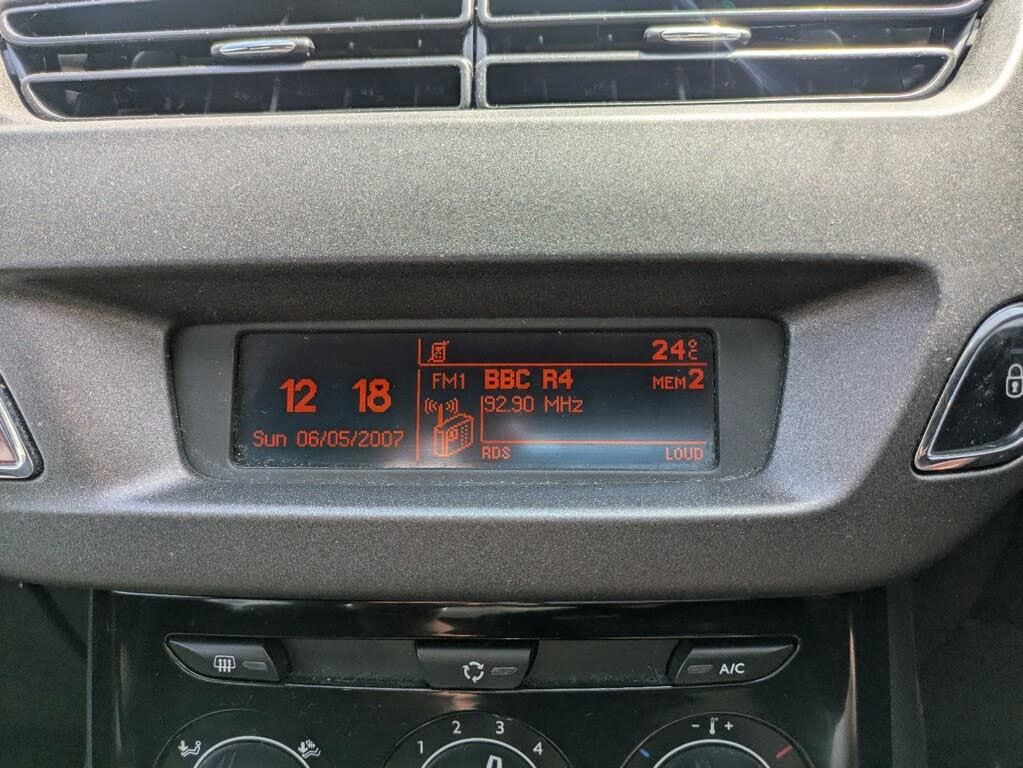 24°C
FM1 BBC R4 MEM2
12 18
92.90 MHz
Sun 06/05/2007
RDS LOUD
A/C
1 2 3 4
- +